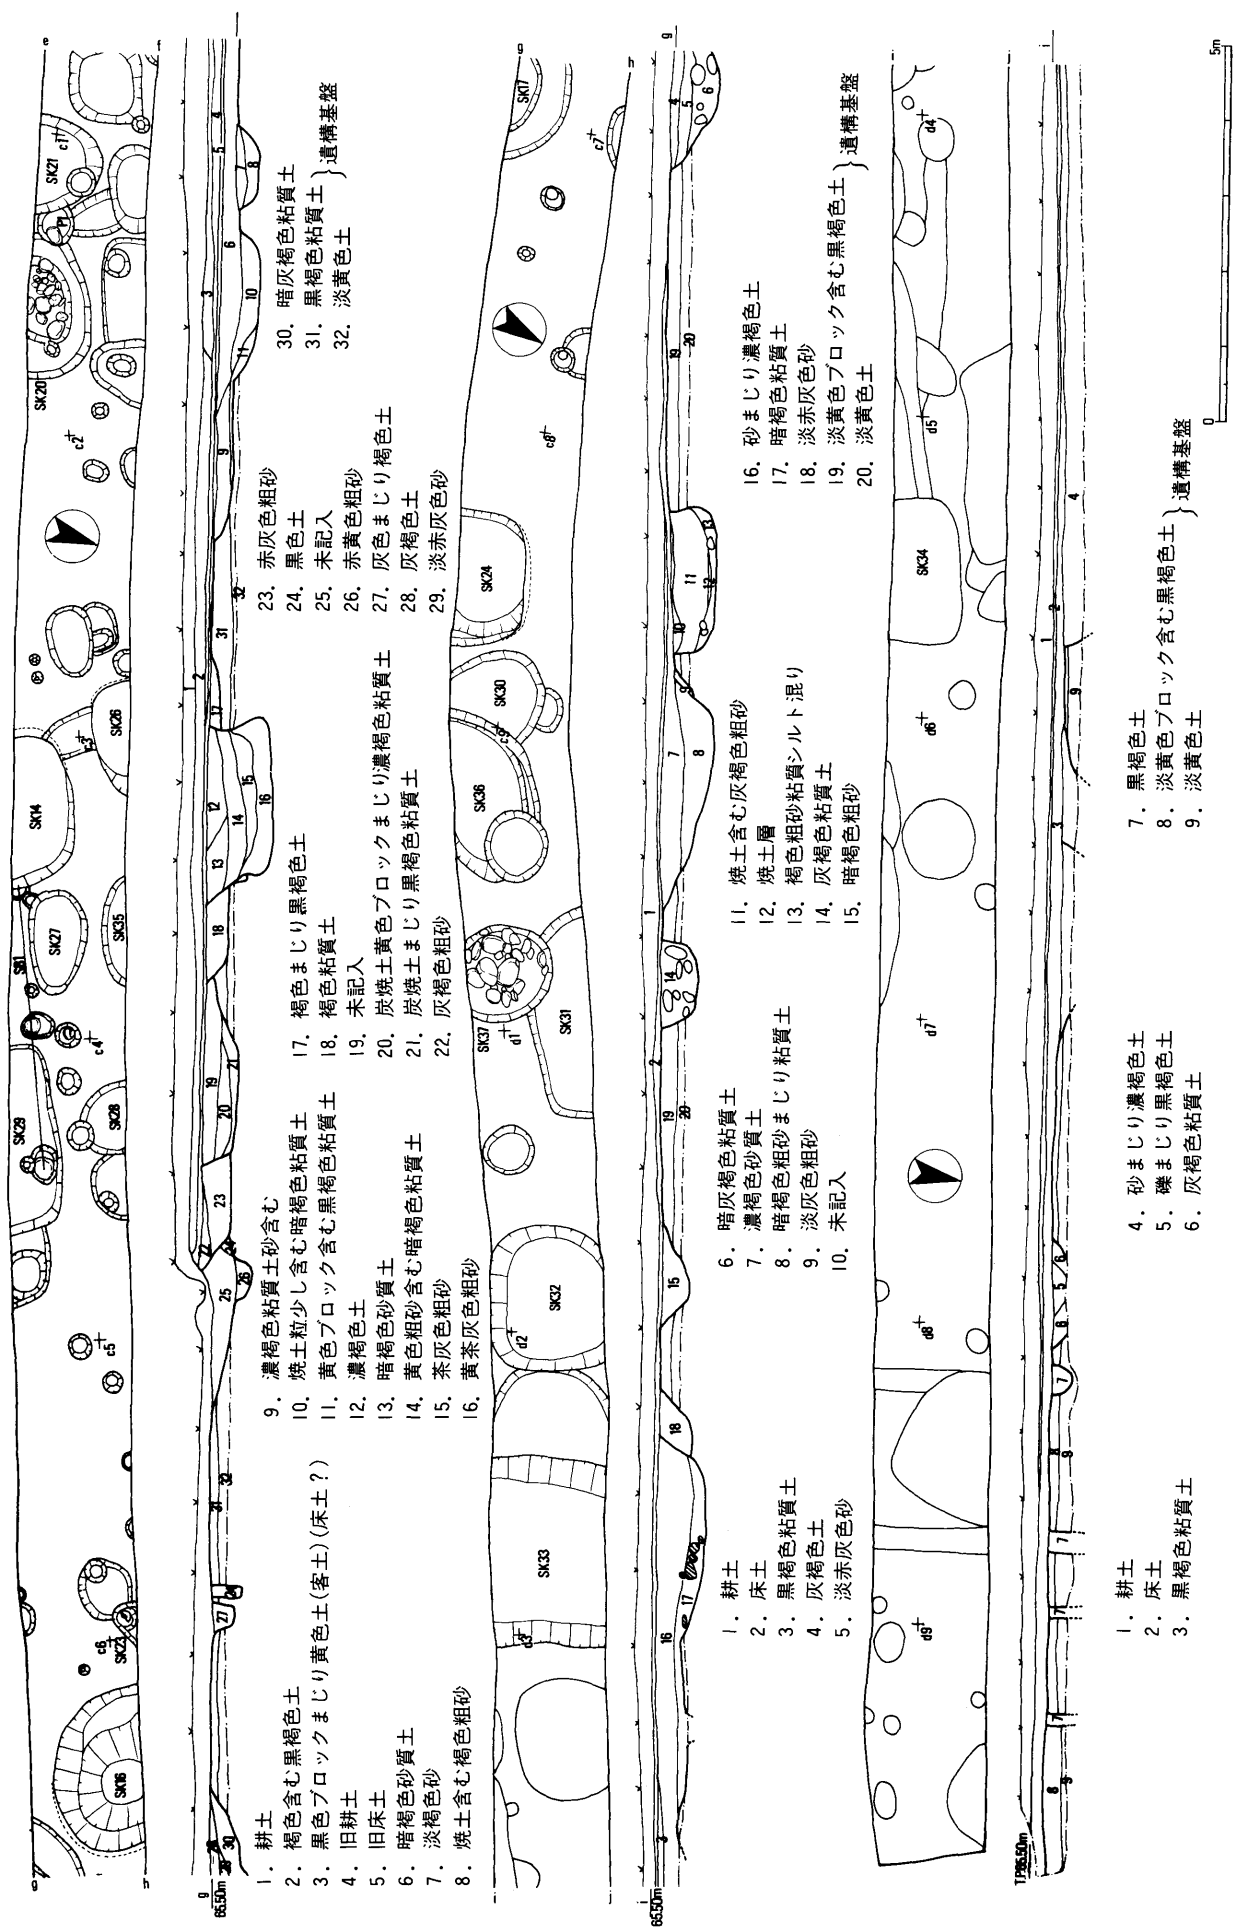 e
f
SK21
c1
P1
SK20
c2
SK14
c3
SK26
SB1
SK27
SK35
c4
SK29
SK28
c5
c6
SK23
SK16
g
65.50m
1. 耕土
2. 褐色含む黒褐色土
3. 黒色ブロックまじり黄色土(客土)(床土?)
4. 旧耕土
5. 旧床土
6. 暗褐色砂質土
7. 淡褐色砂
8. 焼土含む褐色粗砂
9. 濃褐色粘質土砂含む
10. 焼土粒少し含む暗褐色粘質土
11. 黄色ブロック含む黒褐色粘質土
12. 濃褐色土
13. 暗褐色砂質土
14. 黄色粗砂含む暗褐色粘質土
15. 茶灰色粗砂
16. 黄茶灰色粗砂
17. 褐色まじり黒褐色土
18. 褐色粘質土
19. 未記入
20. 炭焼土黄色ブロックまじり濃褐色粘質土
21. 炭焼土まじり黒褐色粘質土
22. 灰褐色粗砂
23. 赤灰色粗砂
24. 黒色土
25. 未記入
26. 赤黄色粗砂
27. 灰色まじり褐色土
28. 灰褐色土
29. 淡赤灰色砂
30. 暗灰褐色粘質土
31. 黒褐色粘質土
32. 淡黄色土
}遺構基盤
g
h
SK17
c7
c8
SK24
SK30
c9
SK36
SK37
d1
SK31
d2
SK32
SK33
d3
g
i
65.50m
1. 耕土
2. 床土
3. 黒褐色粘質土
4. 灰褐色土
5. 淡赤灰色砂
6. 暗灰褐色粘質土
7. 濃褐色砂質土
8. 暗褐色粗砂まじり粘質土
9. 淡灰色粗砂
10. 未記入
11. 焼土含む灰褐色粗砂
12. 焼土層
13. 褐色粗砂粘質シルト混り
14. 灰褐色粘質土
15. 暗褐色粗砂
16. 砂まじり濃褐色土
17. 暗褐色粘質土
18. 淡赤灰色砂
19. 淡黄色ブロック含む黒褐色土
20. 淡黄色土
}遺構基盤
i
j
d4
d5
SK34
d6
d7
d8
d9
i
T.P.65.50m
1. 耕土
2. 床土
3. 黒褐色粘質土
4. 砂まじり濃褐色土
5. 礫まじり黒褐色土
6. 灰褐色粘質土
7. 黒褐色土
8. 淡黄色ブロック含む黒褐色土
9. 淡黄色土
}遺構基盤
0
5m